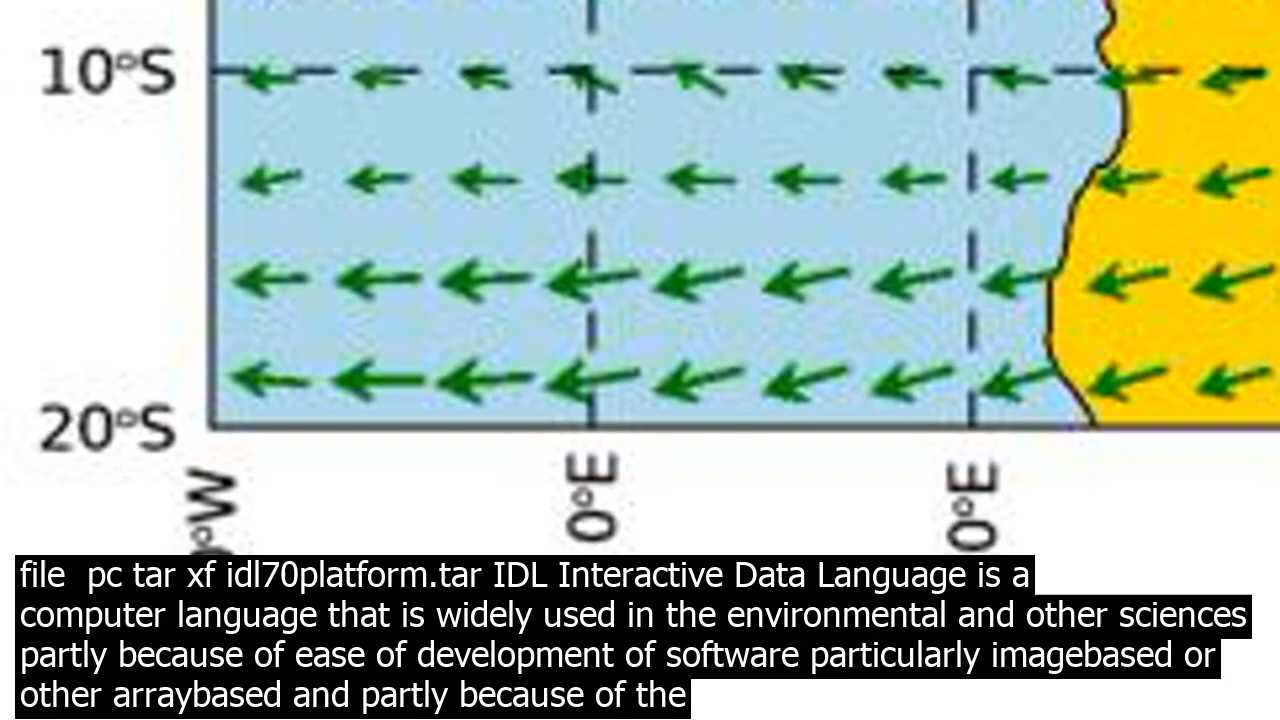 10°S
20°S
0°E
0°E
file  pc tar xf idl70platform.tar IDL Interactive Data Language is a
computer language that is widely used in the environmental and other sciences
partly because of ease of development of software particularly imagebased or
other arraybased and partly because of the